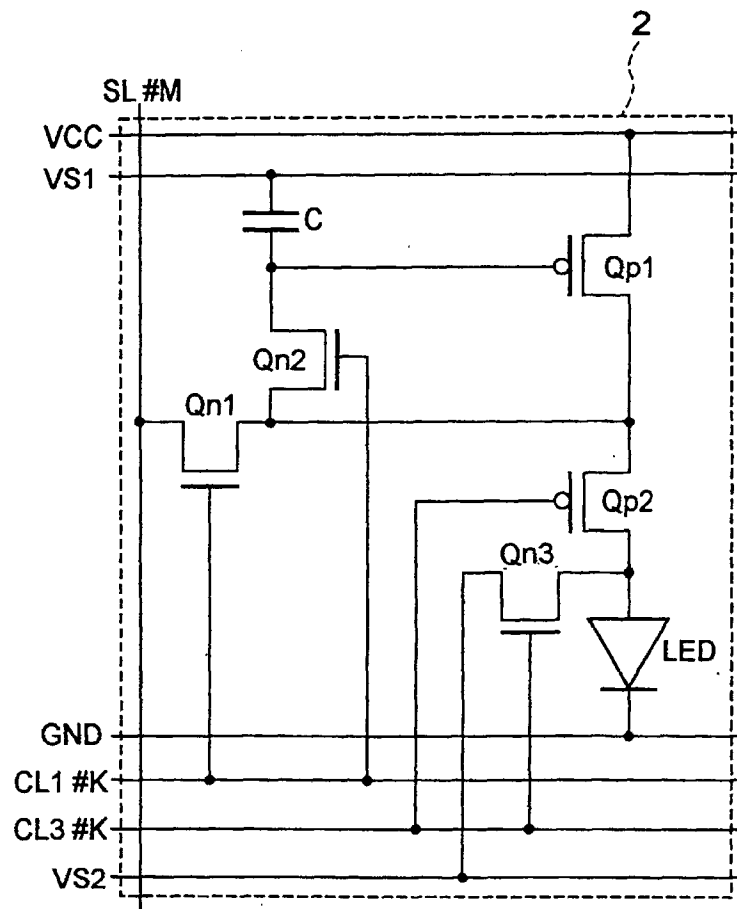 2
SL #M
VCC
VS1
C
Qp1
Qn2
Qn1
Qp2
Qn3
LED
GND
CL1 #K
CL3 #K
VS2